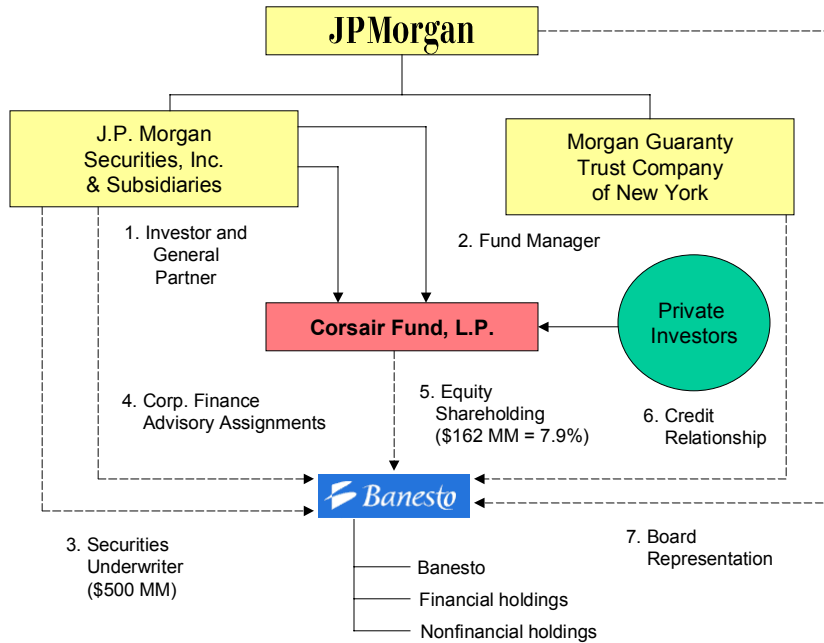 JPMorgan
J.P. Morgan
Securities, Inc.
& Subsidiaries
Morgan Guaranty
Trust Company
of New York
1. Investor and
General
Partner
2. Fund Manager
Corsair Fund, L.P.
Private
Investors
4. Corp. Finance
Advisory Assignments
5. Equity
Shareholding
($162 MM = 7.9%)
6. Credit
Relationship
Banesto
3. Securities
Underwriter
($500 MM)
7. Board
Representation
Banesto
Financial holdings
Nonfinancial holdings